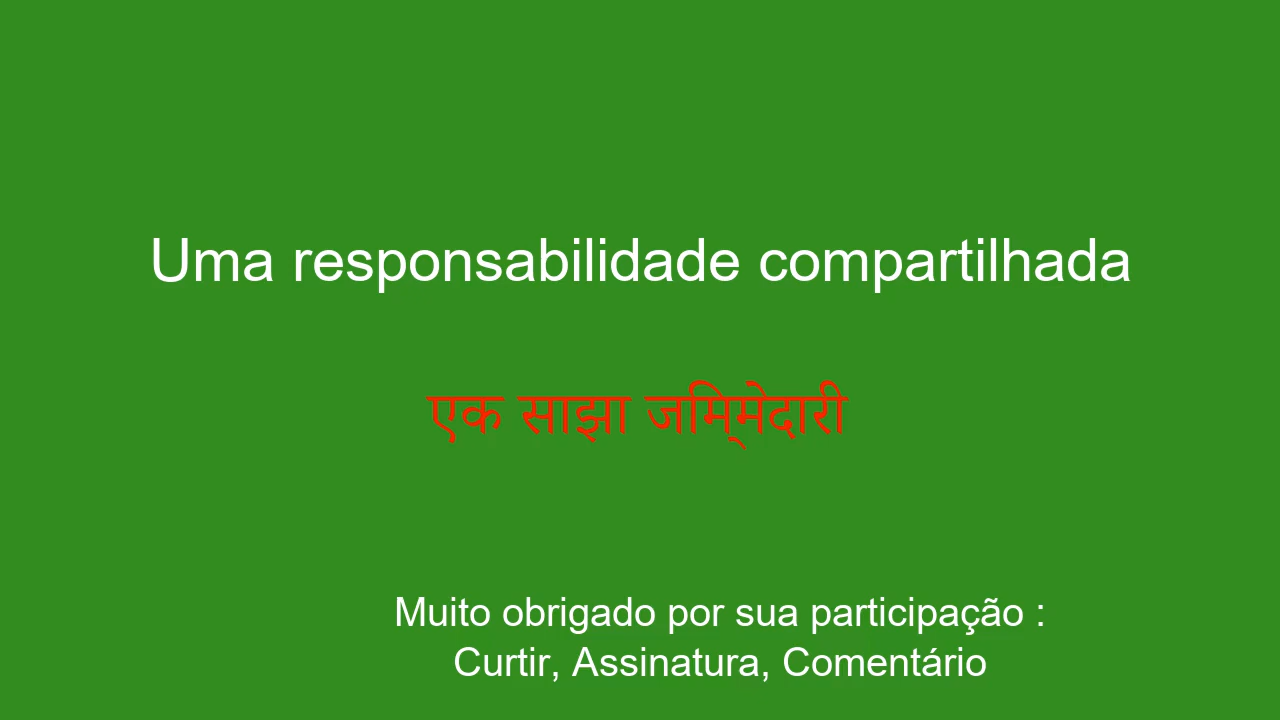 Uma responsabilidade compartilhada
एक साझा जिम्मेदारी
Muito obrigado por sua participação :
Curtir, Assinatura, Comentário